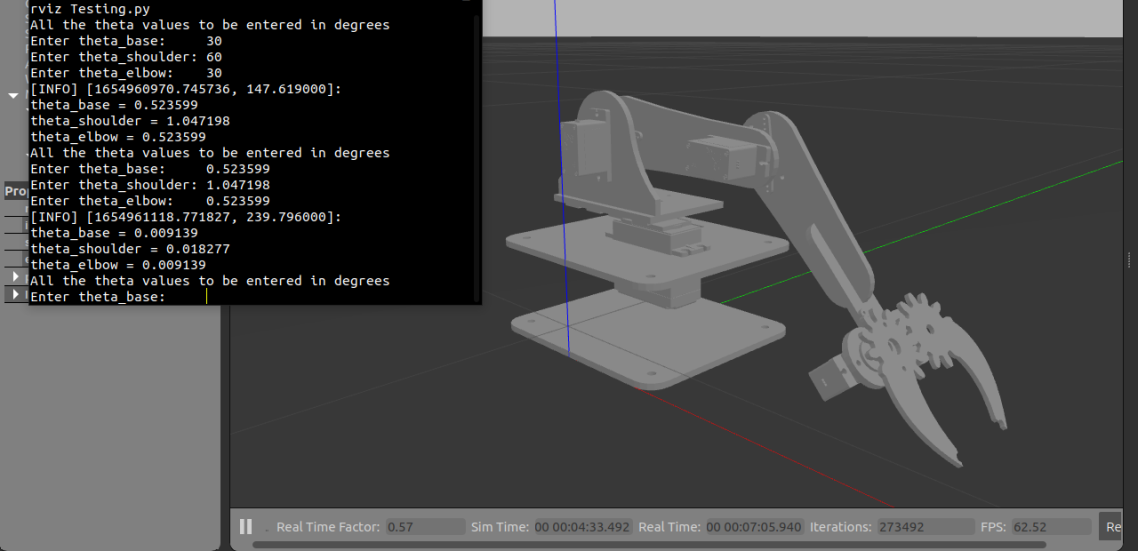 rviz Testing.py
All the theta values to be entered in degrees
Enter theta_base:     30
Enter theta_shoulder: 60
Enter theta_elbow:    30
[INFO] [1654960970.745736, 147.619000]:
theta_base = 0.523599
theta_shoulder = 1.047198
theta_elbow = 0.523599
All the theta values to be entered in degrees
Enter theta_base:     0.523599
Enter theta_shoulder: 1.047198
Enter theta_elbow:    0.523599
[INFO] [1654961118.771827, 239.796000]:
theta_base = 0.009139
theta_shoulder = 0.018277
theta_elbow = 0.009139
All the theta values to be entered in degrees
Enter theta_base:
Pro
Real Time Factor: 0.57 Sim Time: 00 00:04:33.492 Real Time: 00 00:07:05.940 Iterations: 273492 FPS: 62.52 Re